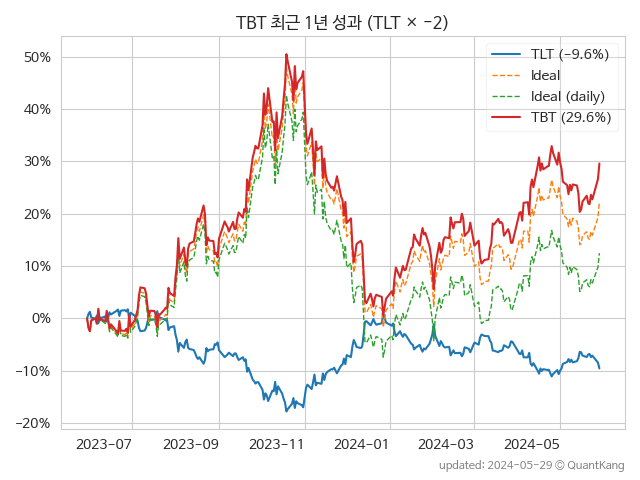 TBT 최근 1년 성과 (TLT × −2)
50%
40%
30%
20%
10%
0%
−10%
−20%
TLT (−9.6%)
Ideal
Ideal (daily)
TBT (29.6%)
2023-07
2023-09
2023-11
2024-01
2024-03
2024-05
updated: 2024-05-29 © QuantKang